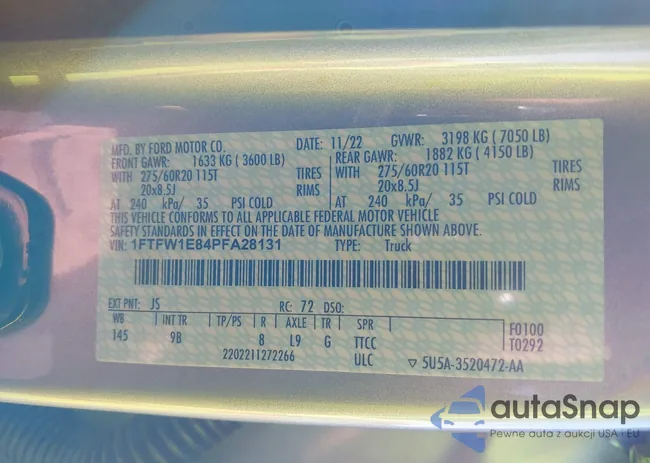 MFD. BY FORD MOTOR CO. DATE: 11/22 GVWR: 3198 KG ( 7050 LB)
FRONT GAWR: 1633 KG ( 3600 LB) REAR GAWR: 1882 KG ( 4150 LB)
WITH 275/60R20 115T TIRES WITH 275/60R20 115T TIRES
20x8.5J RIMS 20x8.5J RIMS
AT 240 kPa/ 35 PSI COLD AT 240 kPa/ 35 PSI COLD
THIS VEHICLE CONFORMS TO ALL APPLICABLE FEDERAL MOTOR VEHICLE
SAFETY STANDARDS IN EFFECT ON THE DATE OF MANUFACTURE SHOWN ABOVE.
VIN: 1FTFW1E84PFA28131 TYPE: Truck
EXT PNT: JS RC: 72 DSO:
WB INT TR TP/PS R AXLE TR SPR F0100
145 9B 8 L9 G TTCC T0292
2202211272266 ULC ▽ 5U5A-3520472-AA
autaSnap
Pewne auta z aukcji USA i EU